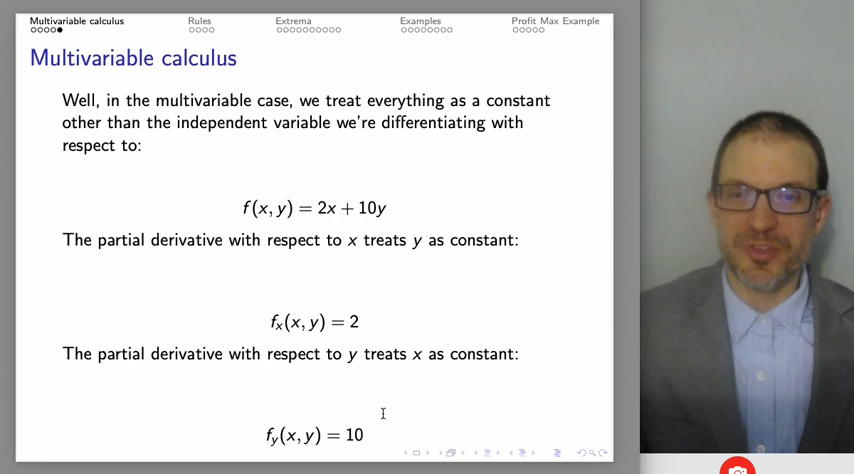 Multivariable calculus Rules Extrema Examples Profit Max Example
Multivariable calculus
Well, in the multivariable case, we treat everything as a constant
other than the independent variable we're differentiating with
respect to:
f(x, y) = 2x + 10y
The partial derivative with respect to x treats y as constant:
fₓ(x, y) = 2
The partial derivative with respect to y treats x as constant:
f_y(x, y) = 10